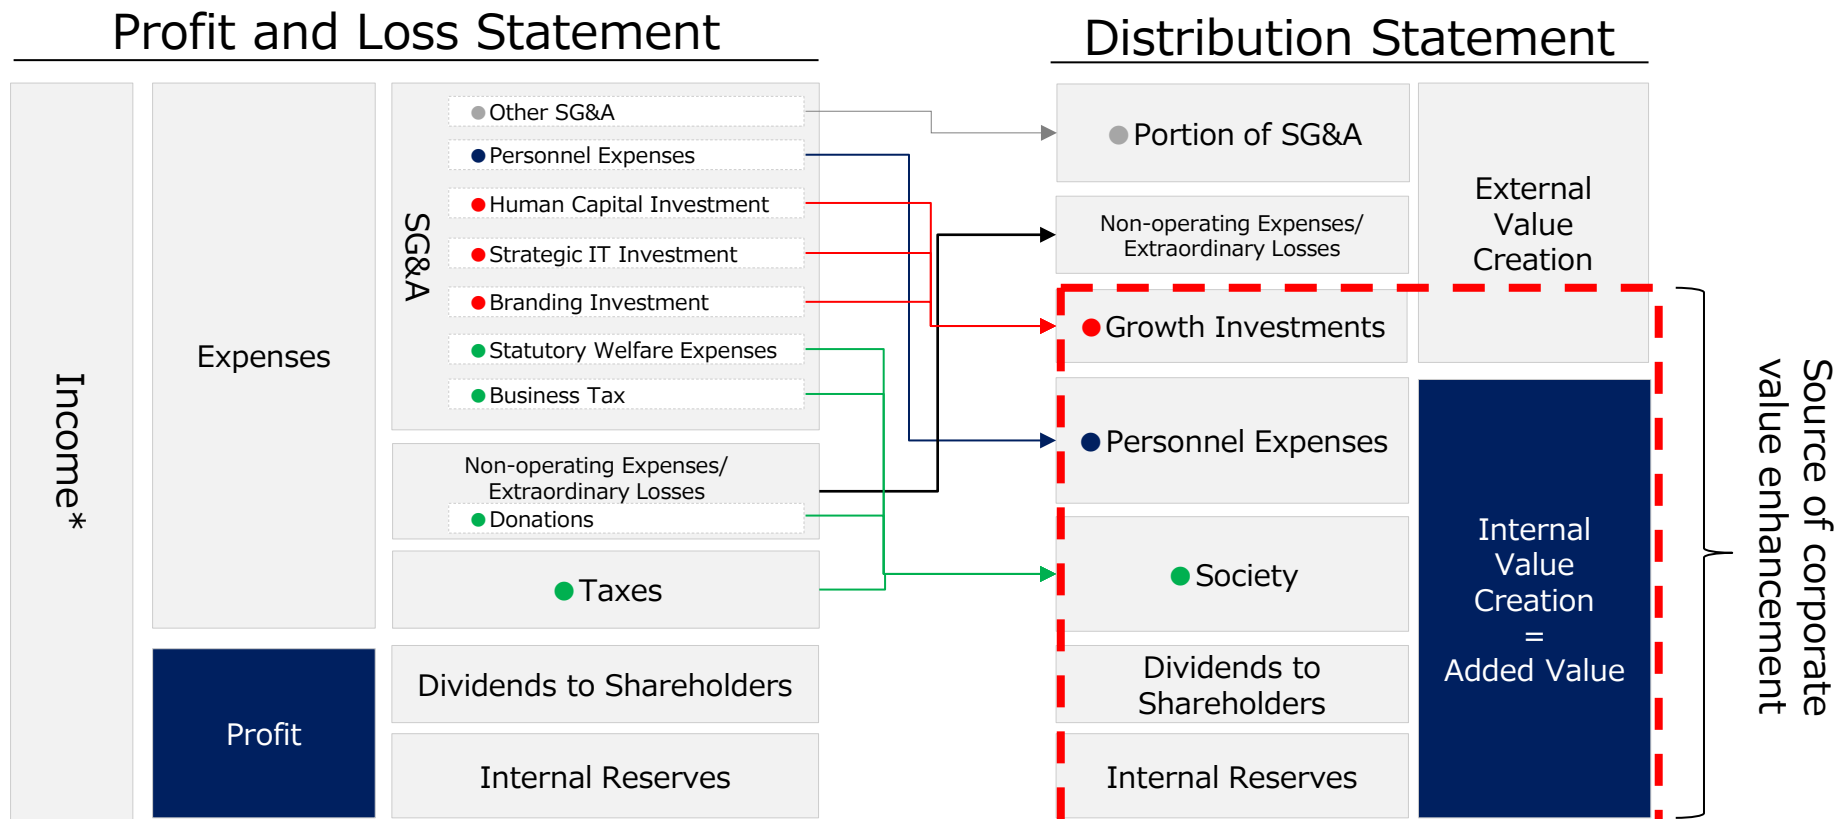 Profit and Loss Statement
Income*
Expenses
Profit
SG&A
Other SG&A
Personnel Expenses
Human Capital Investment
Strategic IT Investment
Branding Investment
Statutory Welfare Expenses
Business Tax
Non-operating Expenses/
Extraordinary Losses
Donations
Taxes
Dividends to Shareholders
Internal Reserves
Distribution Statement
Portion of SG&A
Non-operating Expenses/
Extraordinary Losses
Growth Investments
Personnel Expenses
Society
Dividends to
Shareholders
Internal Reserves
External
Value
Creation
Internal
Value
Creation
=
Added Value
Source of corporate
value enhancement